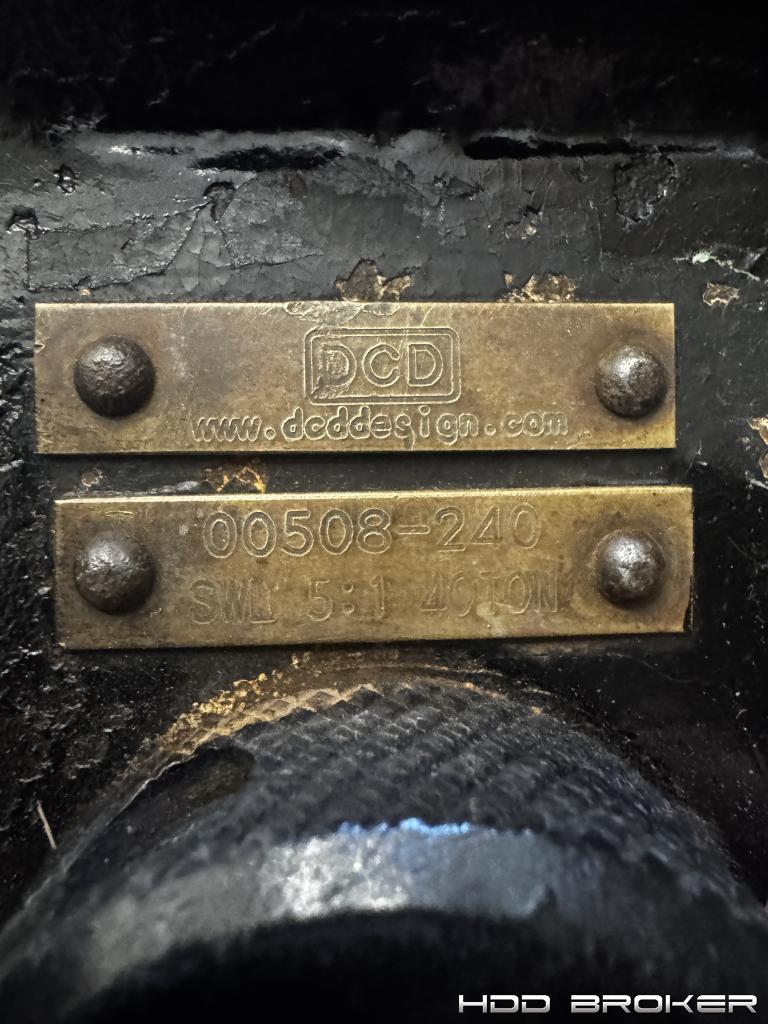 DCD
www.dcddesign.com
00508-240
SWL 5:1 40TON
HDD BROKER